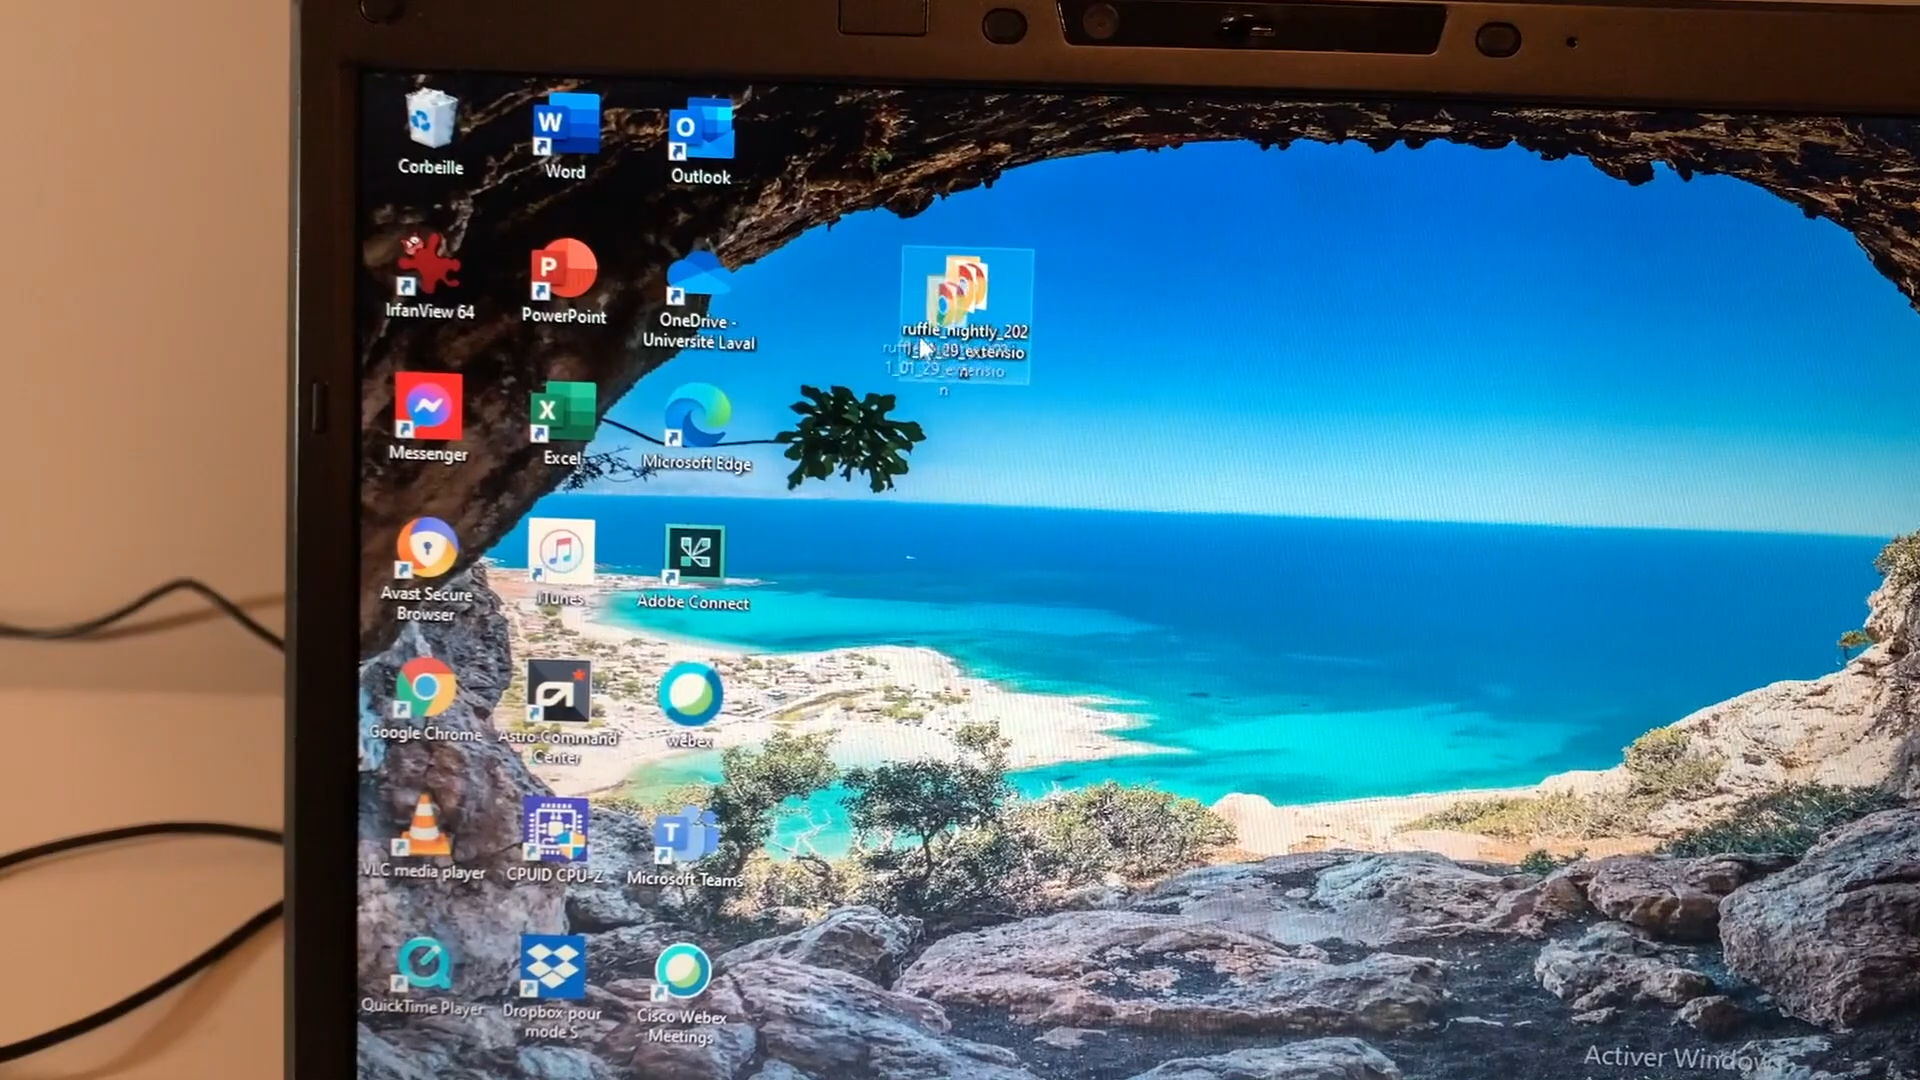 Corbeille
Word
Outlook
IrfanView 64
PowerPoint
OneDrive -
Université Laval
ruffle_nightly_202
29_extensio
n
1_01_29_extensio
n
Messenger
Excel
Microsoft Edge
Avast Secure
Browser
iTunes
Adobe Connect
Google Chrome
Astro Command
Center
webex
VLC media player
CPUID CPU-Z
Microsoft Teams
QuickTime Player
Dropbox pour
mode S
Cisco Webex
Meetings
Activer Windows